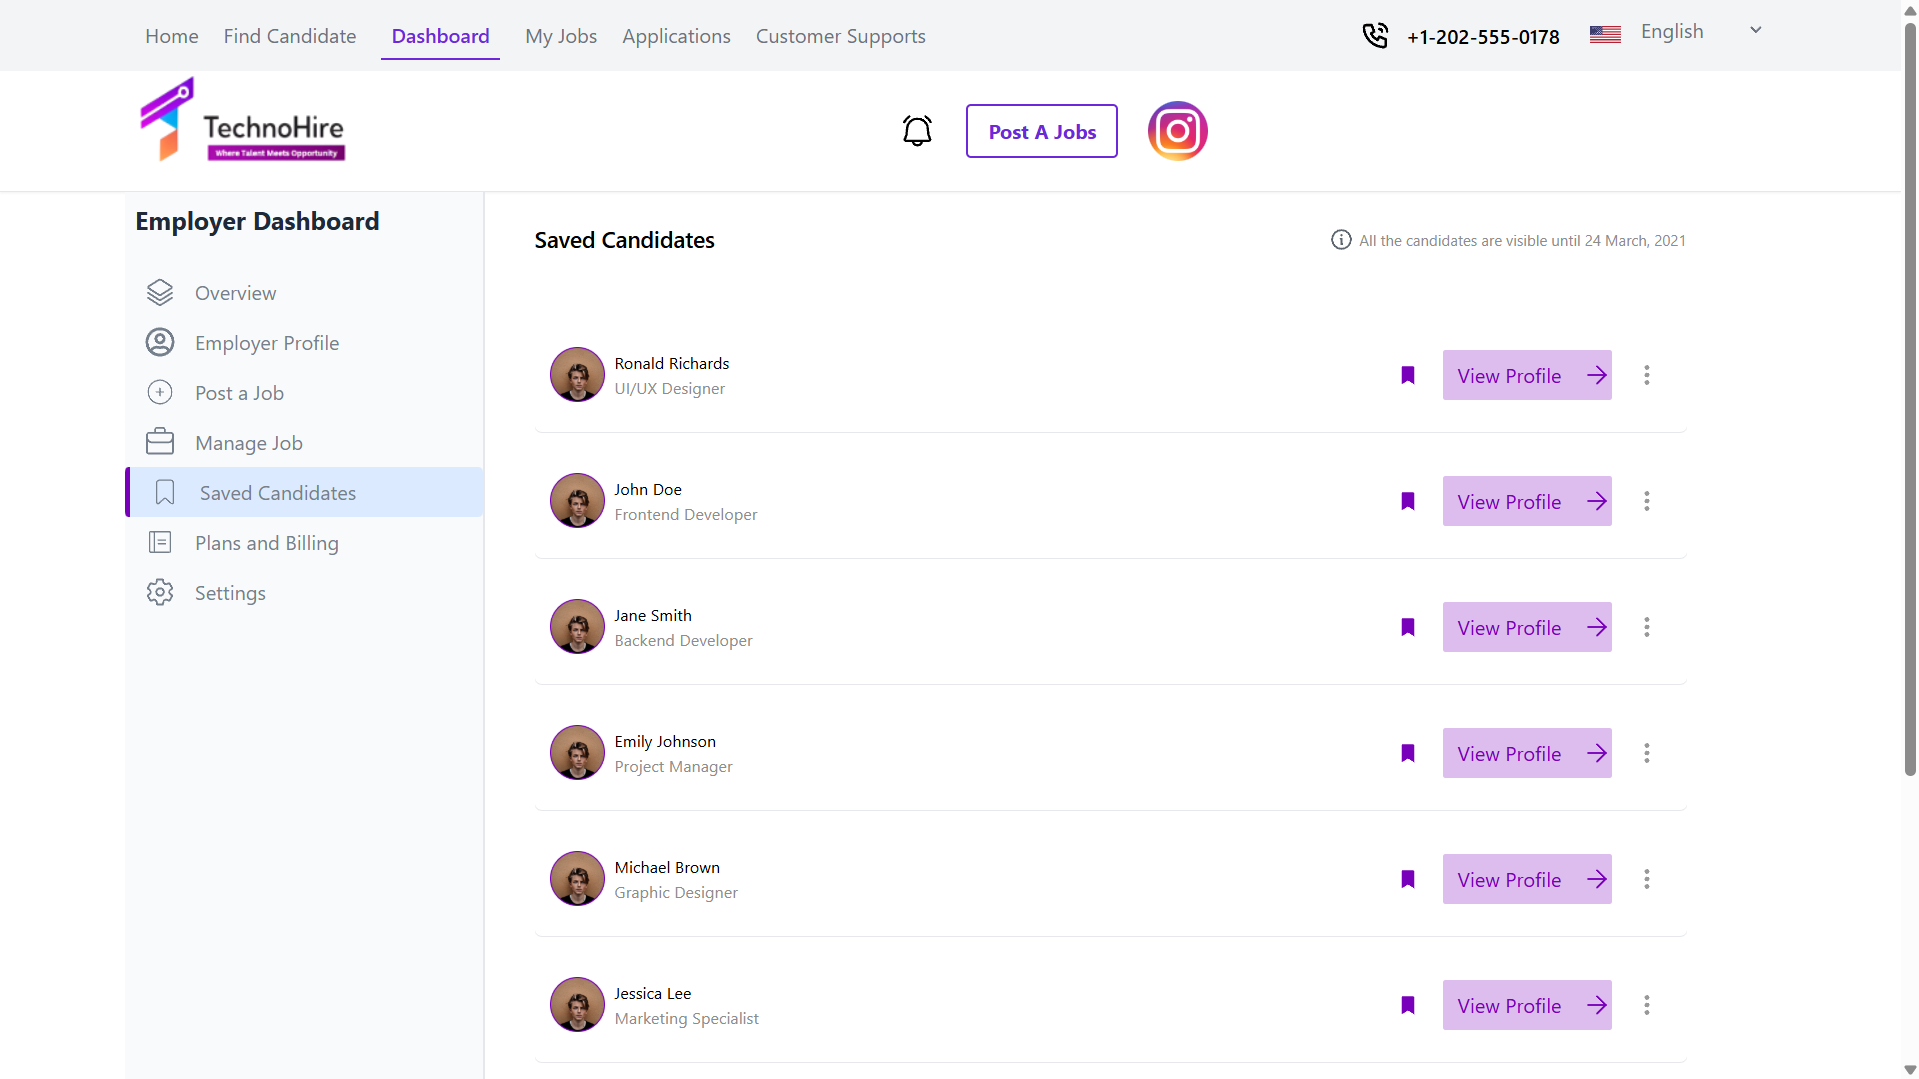 Home Find Candidate Dashboard My Jobs Applications Customer Supports +1-202-555-0178 English
TechnoHire
Where Talent Meets Opportunity
Post A Jobs
Employer Dashboard
Overview
Employer Profile
Post a Job
Manage Job
Saved Candidates
Plans and Billing
Settings
Saved Candidates
All the candidates are visible until 24 March, 2021
Ronald Richards
UI/UX Designer
View Profile
John Doe
Frontend Developer
View Profile
Jane Smith
Backend Developer
View Profile
Emily Johnson
Project Manager
View Profile
Michael Brown
Graphic Designer
View Profile
Jessica Lee
Marketing Specialist
View Profile